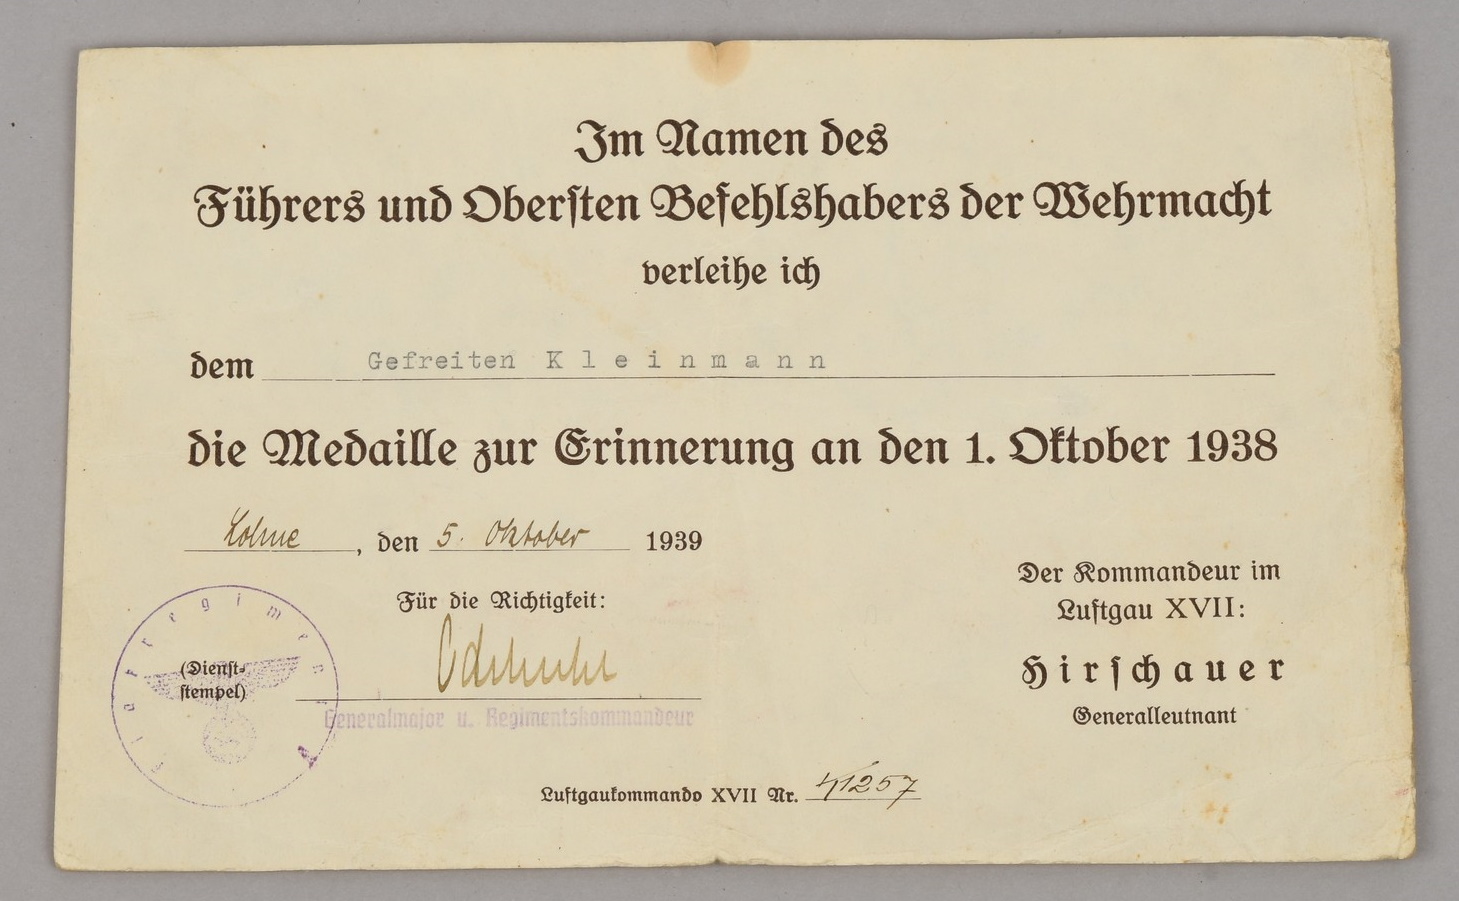 Im Namen des
Führers und Obersten Befehlshabers der Wehrmacht
verleihe ich
dem Gefreiten Kleinmann
die Medaille zur Erinnerung an den 1. Oktober 1938
Lohne, den 5. Oktober 1939
Für die Richtigkeit:
(Dienst-
stempel)
Generalmajor u. Regimentskommandeur
Der Kommandeur im
Luftgau XVII:
Hirschauer
Generalleutnant
Luftgaukommando XVII Nr. 41257